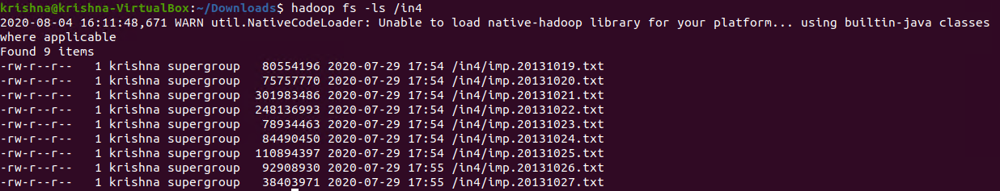 krishna@krishna-VirtualBox:~/Downloads$ hadoop fs -ls /in4
2020-08-04 16:11:48,671 WARN util.NativeCodeLoader: Unable to load native-hadoop library for your platform... using builtin-java classes
where applicable
Found 9 items
-rw-r--r--   1 krishna supergroup   80554196 2020-07-29 17:54 /in4/imp.20131019.txt
-rw-r--r--   1 krishna supergroup   75757770 2020-07-29 17:54 /in4/imp.20131020.txt
-rw-r--r--   1 krishna supergroup  301983486 2020-07-29 17:54 /in4/imp.20131021.txt
-rw-r--r--   1 krishna supergroup  248136993 2020-07-29 17:54 /in4/imp.20131022.txt
-rw-r--r--   1 krishna supergroup   78934463 2020-07-29 17:54 /in4/imp.20131023.txt
-rw-r--r--   1 krishna supergroup   84490450 2020-07-29 17:54 /in4/imp.20131024.txt
-rw-r--r--   1 krishna supergroup  110894397 2020-07-29 17:54 /in4/imp.20131025.txt
-rw-r--r--   1 krishna supergroup   92908930 2020-07-29 17:55 /in4/imp.20131026.txt
-rw-r--r--   1 krishna supergroup   38403971 2020-07-29 17:55 /in4/imp.20131027.txt